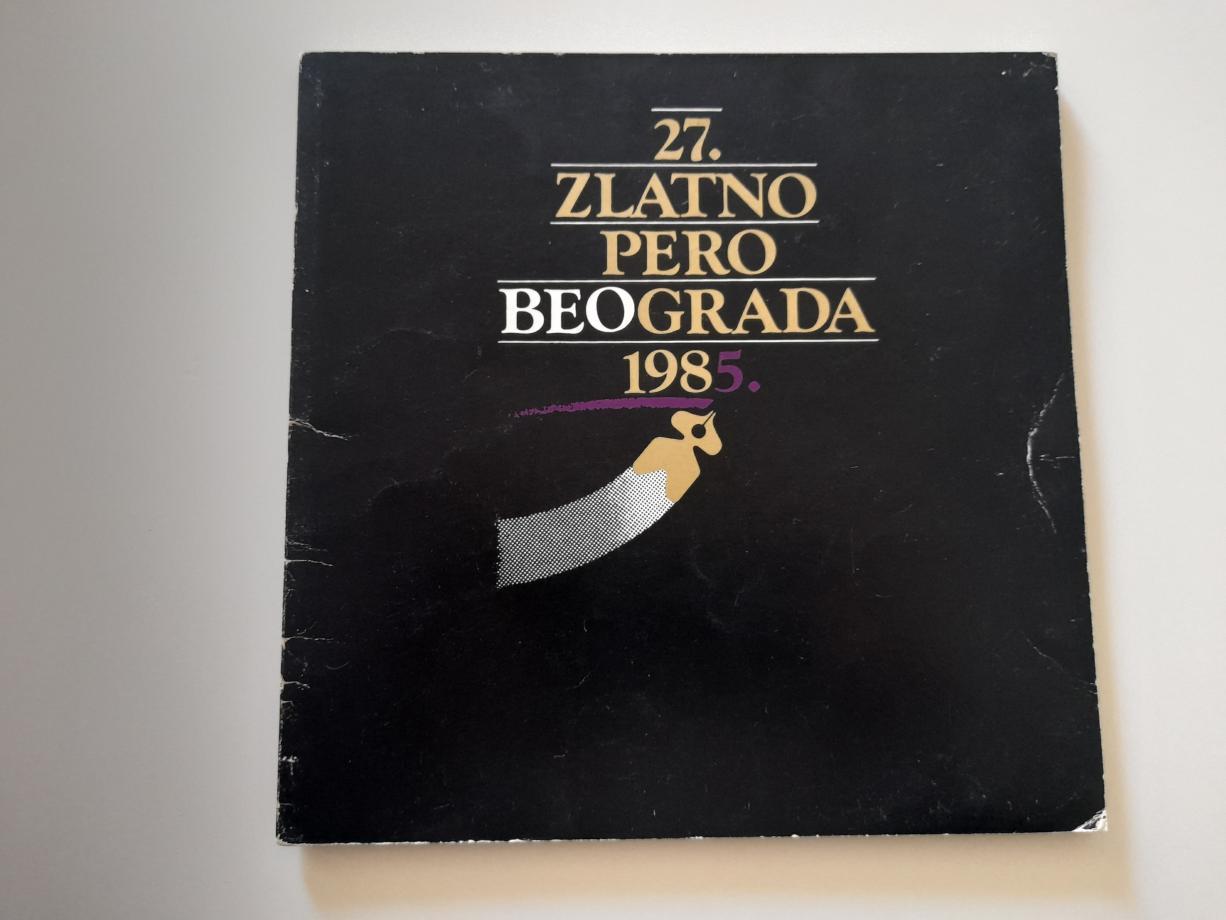 27.
ZLATNO
PERO
BEOGRADA
1985.